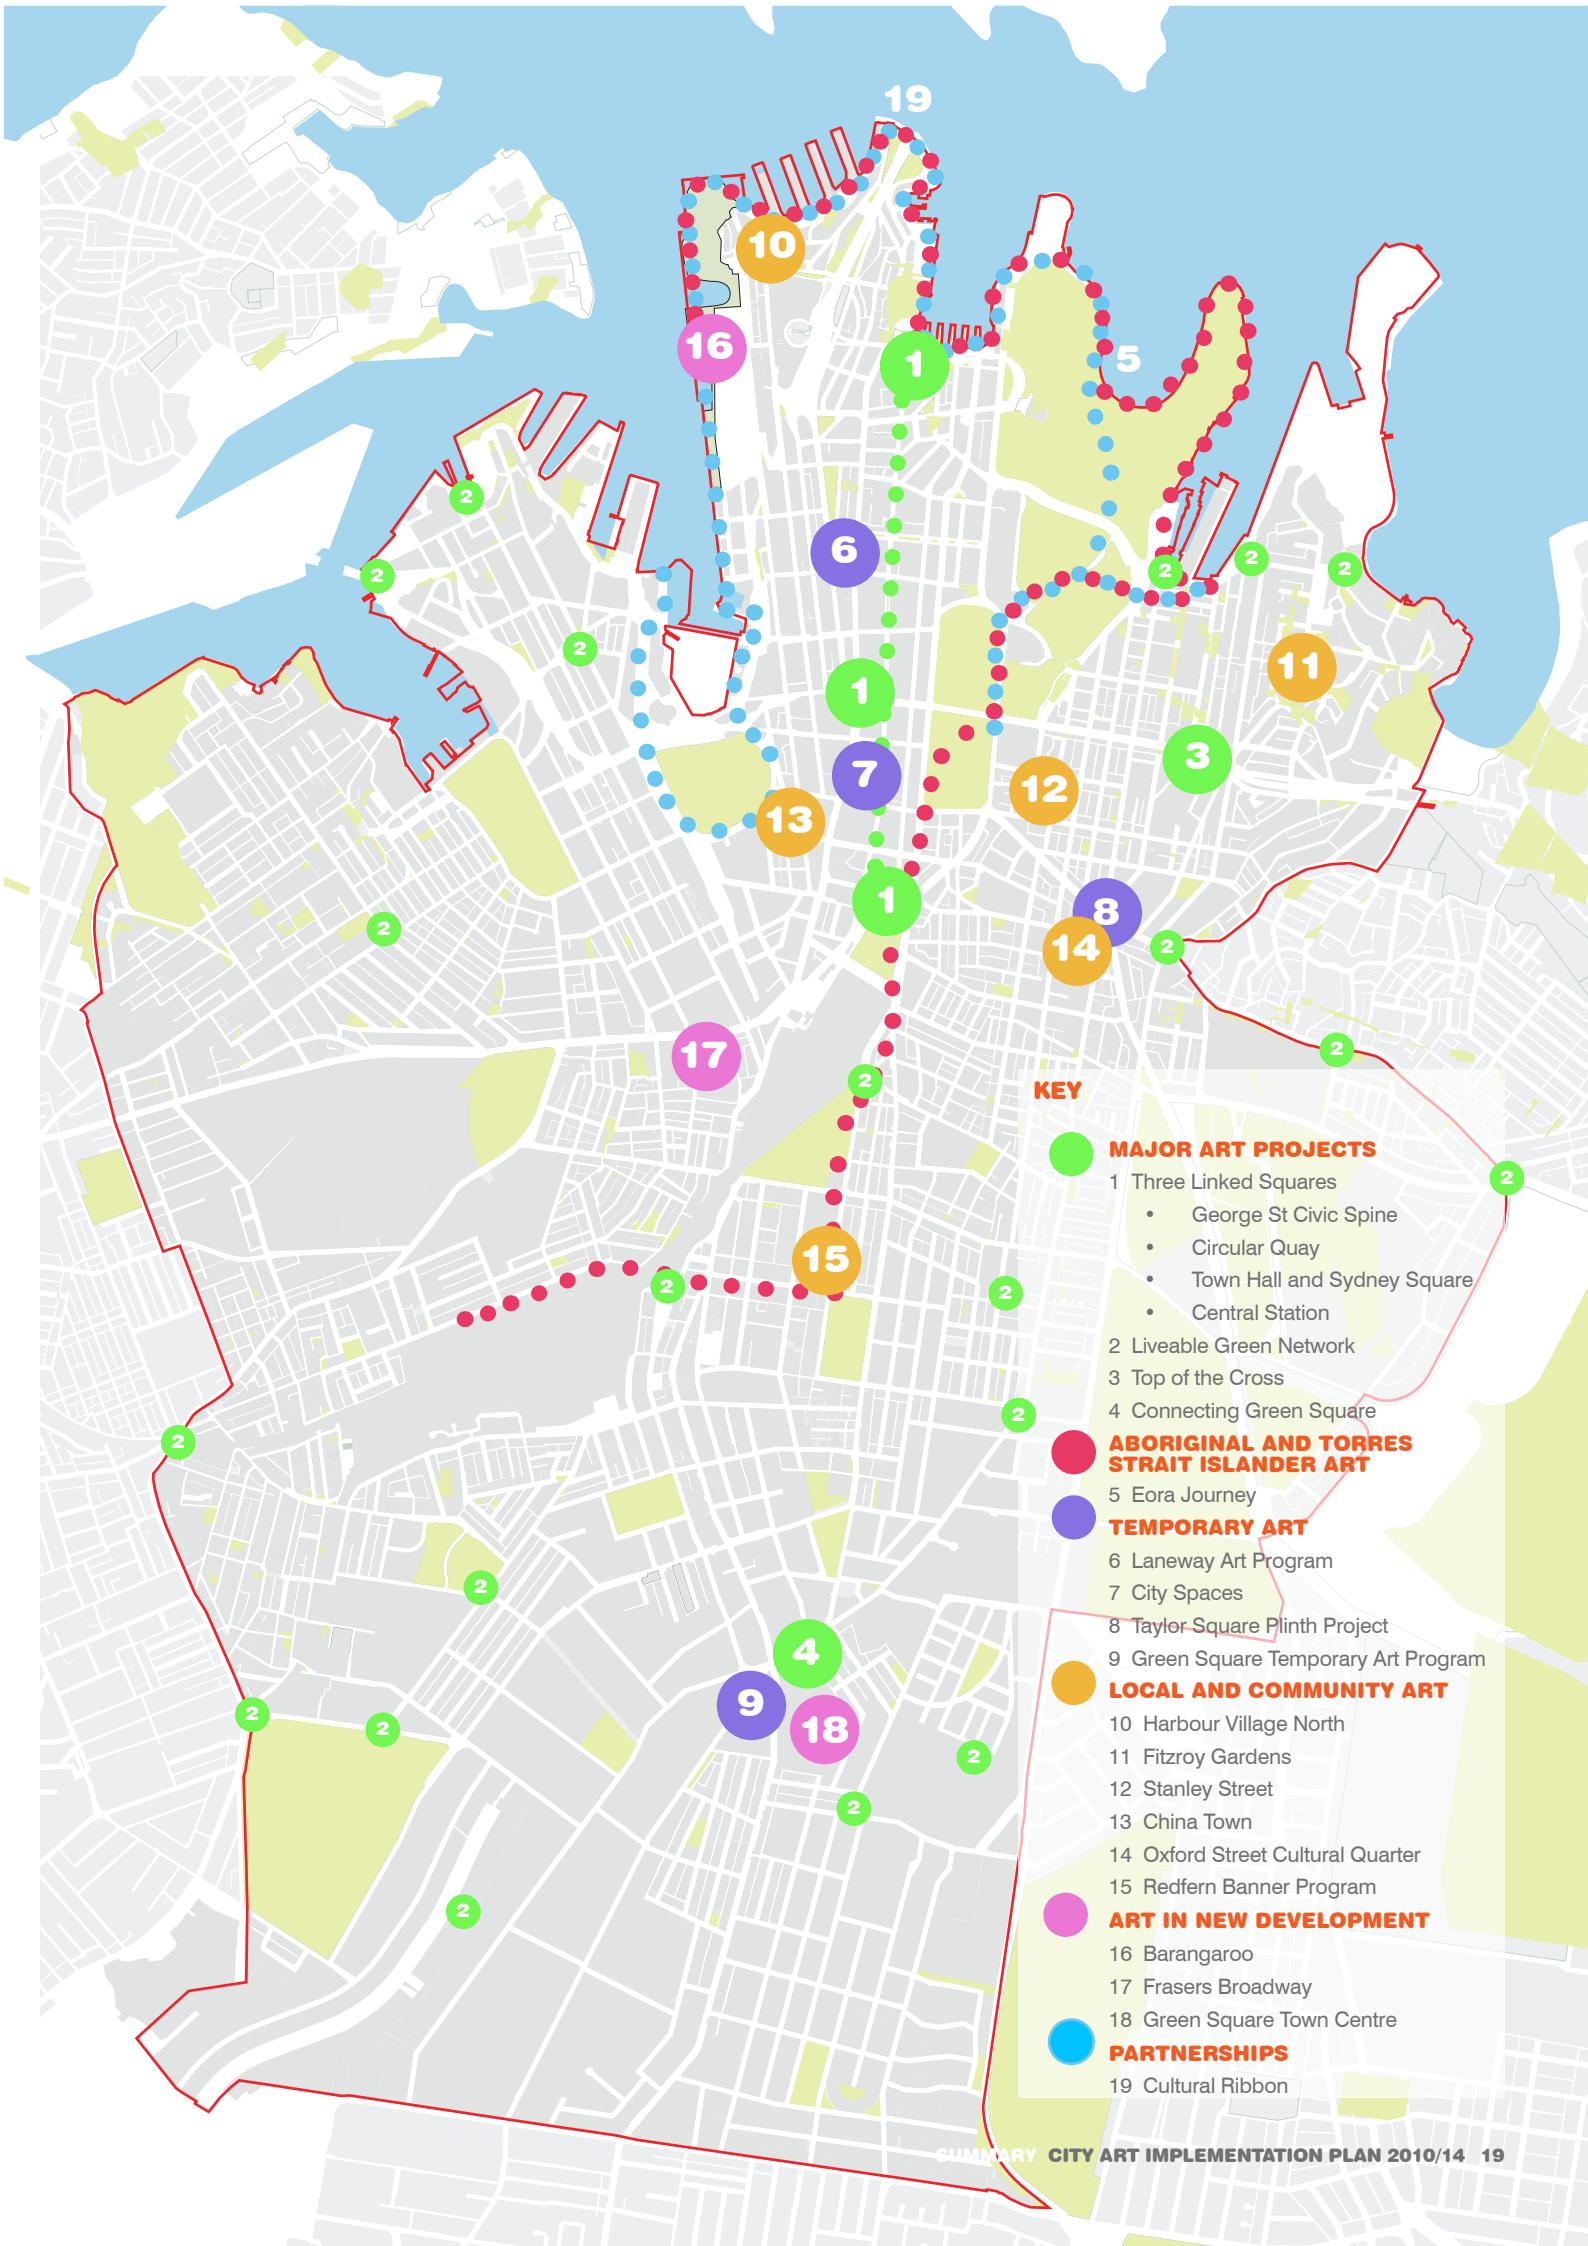 19
10
16
1
5
2
6
2
2
2
2
2
11
1
3
7
12
13
1
8
2
14
2
17
2
2
KEY
MAJOR ART PROJECTS
1 Three Linked Squares
• George St Civic Spine
• Circular Quay
• Town Hall and Sydney Square
• Central Station
2 Liveable Green Network
3 Top of the Cross
4 Connecting Green Square
ABORIGINAL AND TORRES
STRAIT ISLANDER ART
5 Eora Journey
TEMPORARY ART
6 Laneway Art Program
7 City Spaces
8 Taylor Square Plinth Project
9 Green Square Temporary Art Program
LOCAL AND COMMUNITY ART
10 Harbour Village North
11 Fitzroy Gardens
12 Stanley Street
13 China Town
14 Oxford Street Cultural Quarter
15 Redfern Banner Program
ART IN NEW DEVELOPMENT
16 Barangaroo
17 Frasers Broadway
18 Green Square Town Centre
PARTNERSHIPS
19 Cultural Ribbon
2
15
2
2
2
2
2
4
9
18
2
2
2
2
2
SUMMARY CITY ART IMPLEMENTATION PLAN 2010/14 19